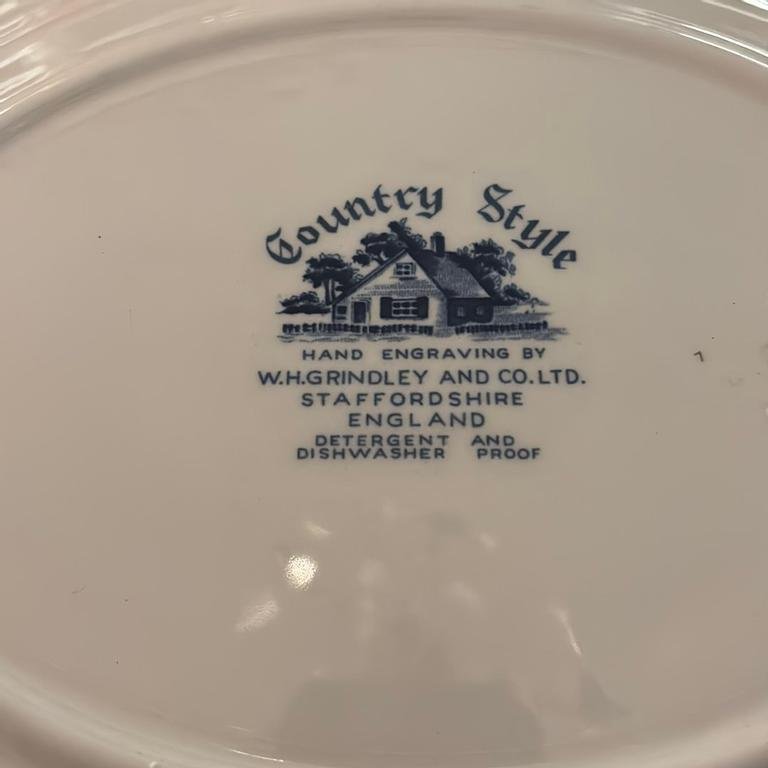 Country Style
HAND ENGRAVING BY
W.H.GRINDLEY AND CO.LTD.
STAFFORDSHIRE
ENGLAND
DETERGENT AND
DISHWASHER PROOF